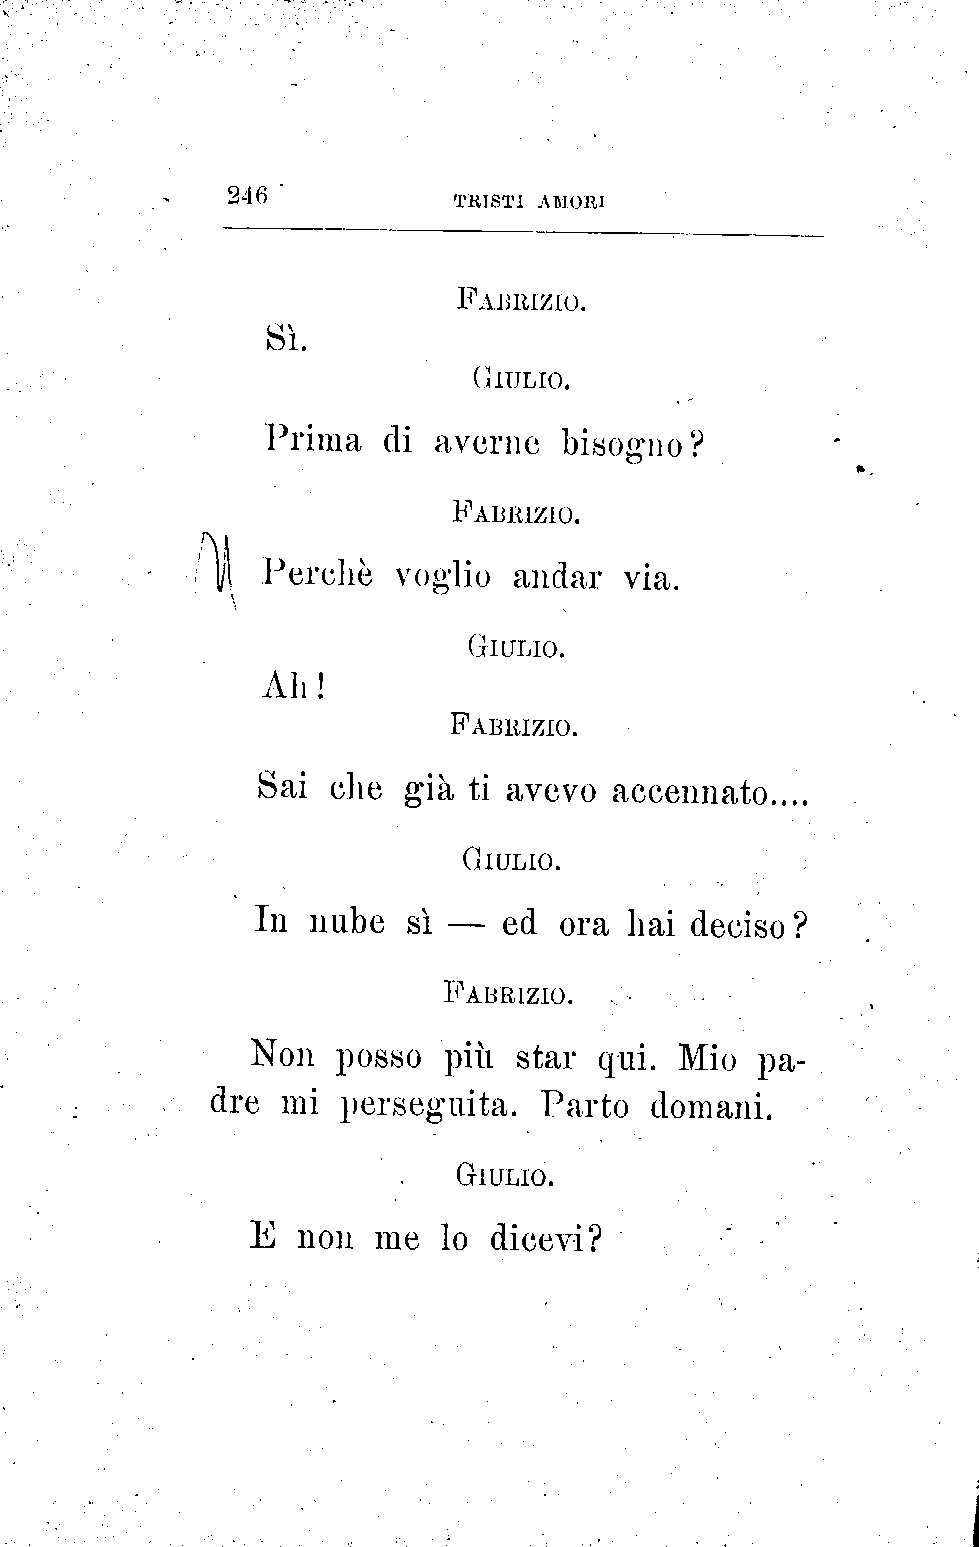 246 TRISTI AMORI
FABRIZIO.
Sì.
GIULIO.
Prima di averne bisogno?
FABRIZIO.
Perchè voglio andar via.
GIULIO.
Ah!
FABRIZIO.
Sai che già ti avevo accennato....
GIULIO.
In nube sì — ed ora hai deciso?
FABRIZIO.
Non posso più star qui. Mio pa-
dre mi perseguita. Parto domani.
GIULIO.
E non me lo dicevi?